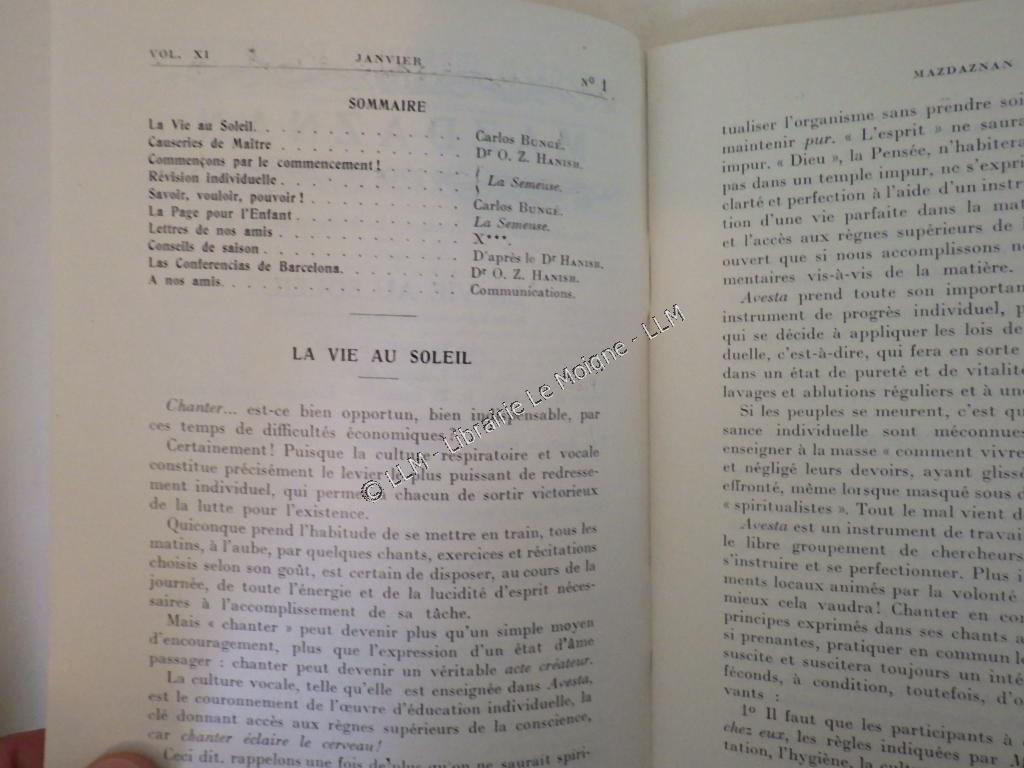 VOL. XI JANVIER N° 1
SOMMAIRE
La Vie au Soleil. . . . . . . . . . . . . Carlos BUNGÉ.
Causeries de Maître . . . . . . . . . . . Dr O. Z. HANISH.
Commençons par le commencement ! . . . . .
Révision individuelle . . . . . . . . . . { La Semeuse.
Savoir, vouloir, pouvoir ! . . . . . . . . Carlos BUNGÉ.
La Page pour l'Enfant . . . . . . . . . . La Semeuse.
Lettres de nos amis . . . . . . . . . . . X***.
Conseils de saison . . . . . . . . . . . . D'après le Dr HANISH.
Las Conferencias de Barcelona. . . . . . . Dr O. Z. HANISH.
A nos amis. . . . . . . . . . . . . . . . Communications.
LA VIE AU SOLEIL
Chanter... est-ce bien opportun, bien indispensable, par
ces temps de difficultés économiques ?
Certainement ! Puisque la culture respiratoire et vocale
constitue précisément le levier le plus puissant de redresse-
ment individuel, qui permet à chacun de sortir victorieux
de la lutte pour l'existence.
Quiconque prend l'habitude de se mettre en train, tous les
matins, à l'aube, par quelques chants, exercices et récitations
choisis selon son goût, est certain de disposer, au cours de la
journée, de toute l'énergie et de la lucidité d'esprit néces-
saires à l'accomplissement de sa tâche.
Mais « chanter » peut devenir plus qu'un simple moyen
d'encouragement, plus que l'expression d'un état d'âme
passager : chanter peut devenir un véritable acte créateur.
La culture vocale, telle qu'elle est enseignée dans Avesta,
est le couronnement de l'œuvre d'éducation individuelle, la
clé donnant accès aux règnes supérieurs de la conscience,
car chanter éclaire le cerveau !
Ceci dit, rappelons une fois de plus qu'on ne saurait spiri-
MAZDAZNAN
tualiser l'organisme sans prendre soi
maintenir pur. « L'esprit » ne saura
impur. « Dieu », la Pensée, n'habitera
pas dans un temple impur, ne s'expri
clarté et perfection à l'aide d'un instr
tion d'une vie parfaite dans la mat
et l'accès aux règnes supérieurs de l
ouvert que si nous accomplissons no
mentaires vis-à-vis de la matière.
Avesta prend toute son importan
instrument de progrès individuel, p
qui se décide à appliquer les lois de
duelle, c'est-à-dire, qui fera en sorte
dans un état de pureté et de vitalité
lavages et ablutions réguliers et à une
Si les peuples se meurent, c'est qu
sance individuelle sont méconnues
enseigner à la masse « comment vivre
et négligé leurs devoirs, ayant glissé
effronté, même lorsque masqué sous d
« spiritualistes ». Tout le mal vient d
Avesta est un instrument de travai
le libre groupement de chercheurs
s'instruire et se perfectionner. Plus i
ments locaux animés par la volonté
mieux cela vaudra ! Chanter en co
principes exprimés dans ses chants a
si prenantes, pratiquer en commun le
suscite et suscitera toujours un inté
féconds, à condition, toutefois, d'o
vants :
1° Il faut que les participants à
chez eux, les règles indiquées par M
tation, l'hygiène, la cultu
© LLM - Librairie Le Moigne - LLM